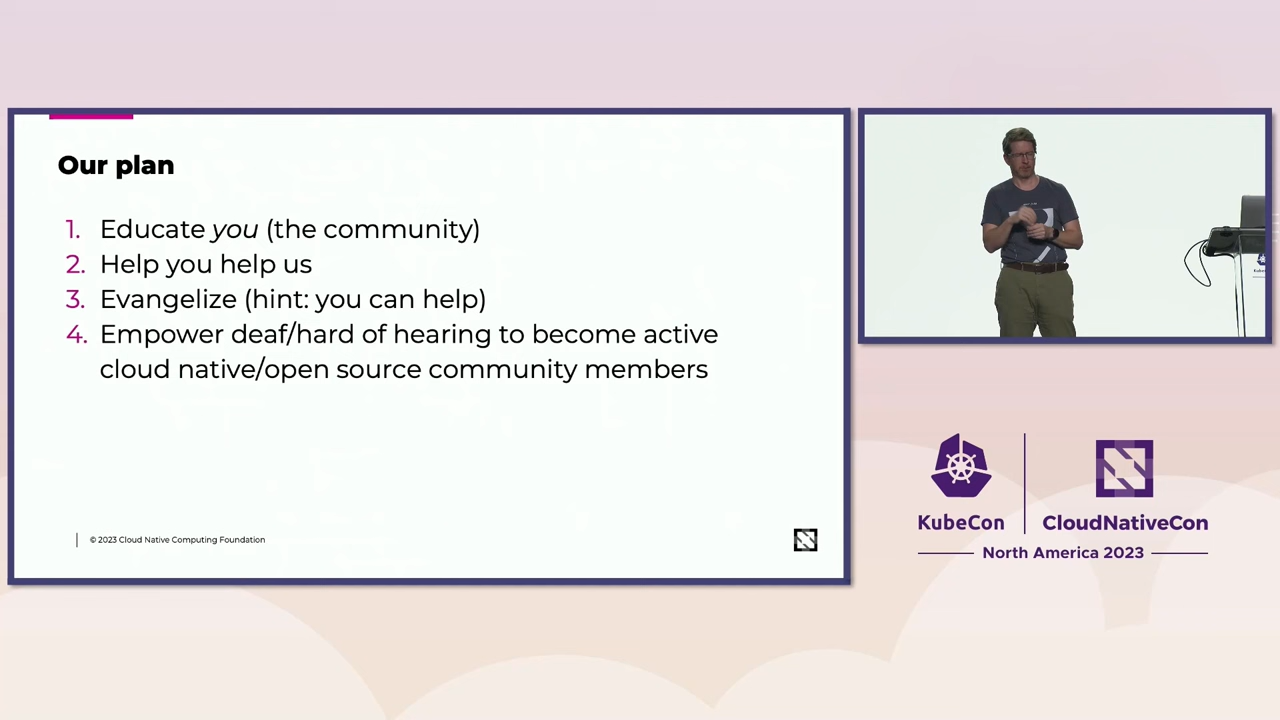 Our plan
1. Educate you (the community)
2. Help you help us
3. Evangelize (hint: you can help)
4. Empower deaf/hard of hearing to become active
cloud native/open source community members
© 2023 Cloud Native Computing Foundation
KubeCon
CloudNativeCon
North America 2023